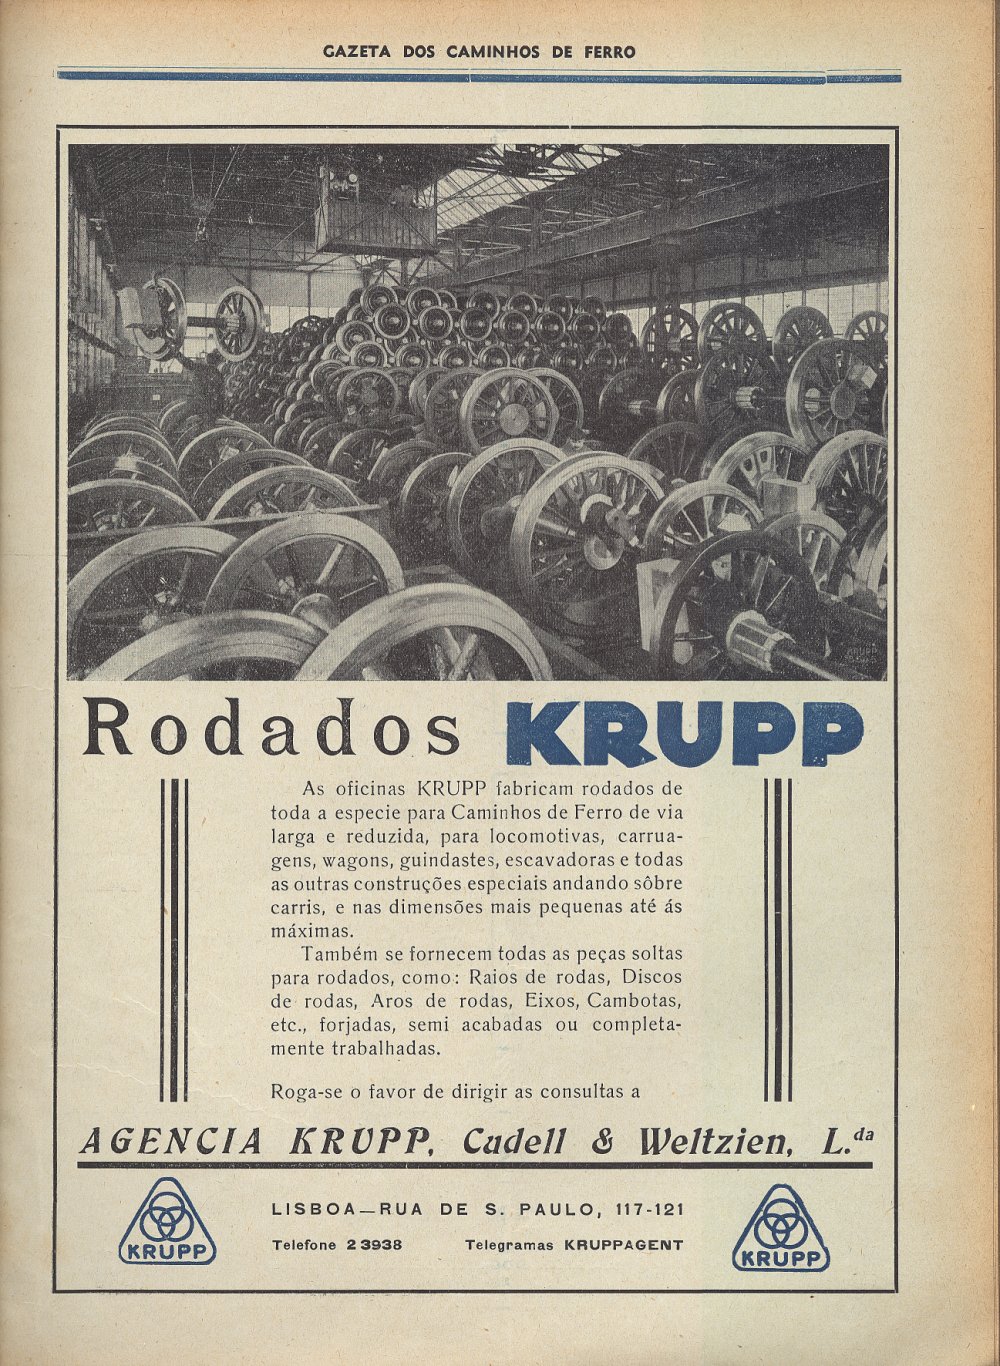 GAZETA DOS CAMINHOS DE FERRO
KRUPP
Rodados KRUPP
As oficinas KRUPP fabricam rodados de
toda a especie para Caminhos de Ferro de via
larga e reduzida, para locomotivas, carrua-
gens, wagons, guindastes, escavadoras e todas
as outras construções especiais andando sôbre
carris, e nas dimensões mais pequenas até ás
máximas.
Também se fornecem todas as peças soltas
para rodados, como: Raios de rodas, Discos
de rodas, Aros de rodas, Eixos, Cambotas,
etc., forjadas, semi acabadas ou completa-
mente trabalhadas.
Roga-se o favor de dirigir as consultas a
AGENCIA KRUPP, Cudell & Weltzien, L.da
LISBOA—RUA DE S. PAULO, 117-121
Telefone 23938 Telegramas KRUPPAGENT
KRUPP
KRUPP